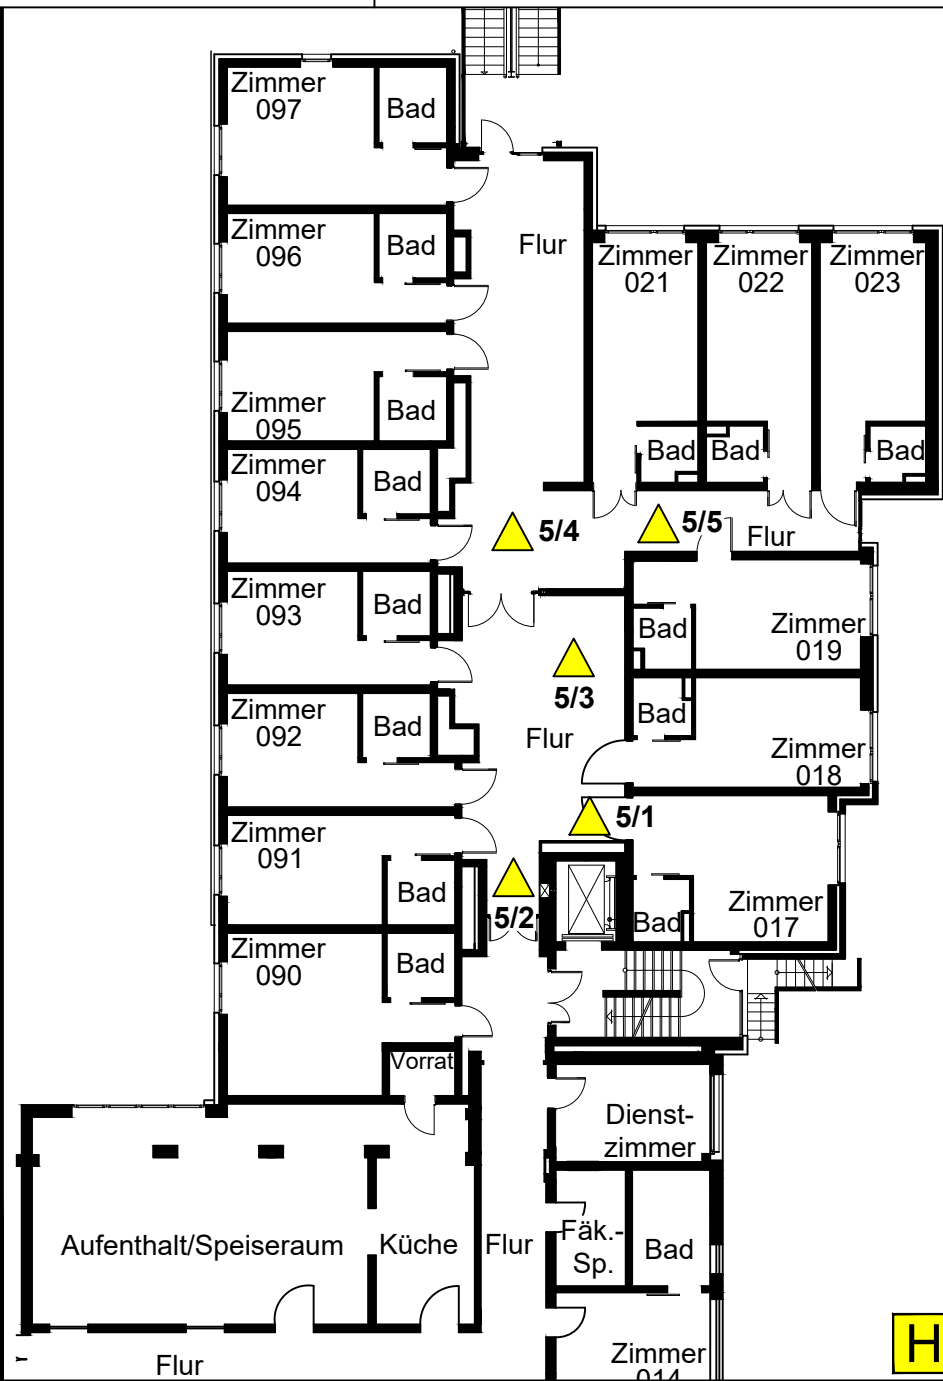 Zimmer
097
Bad
Zimmer
096
Bad
Flur
Zimmer
021
Zimmer
022
Zimmer
023
Zimmer
095
Bad
Zimmer
094
Bad
Bad
Bad
Bad
5/4
5/5
Flur
Zimmer
093
Bad
Bad
Zimmer
019
5/3
Flur
Zimmer
092
Bad
Bad
Zimmer
018
5/1
Zimmer
091
Bad
5/2
Bad
Zimmer
017
Zimmer
090
Bad
Vorrat
Dienst-
zimmer
Aufenthalt/Speiseraum
Küche
Flur
Fäk.-
Sp.
Bad
Zimmer
014
Flur
H